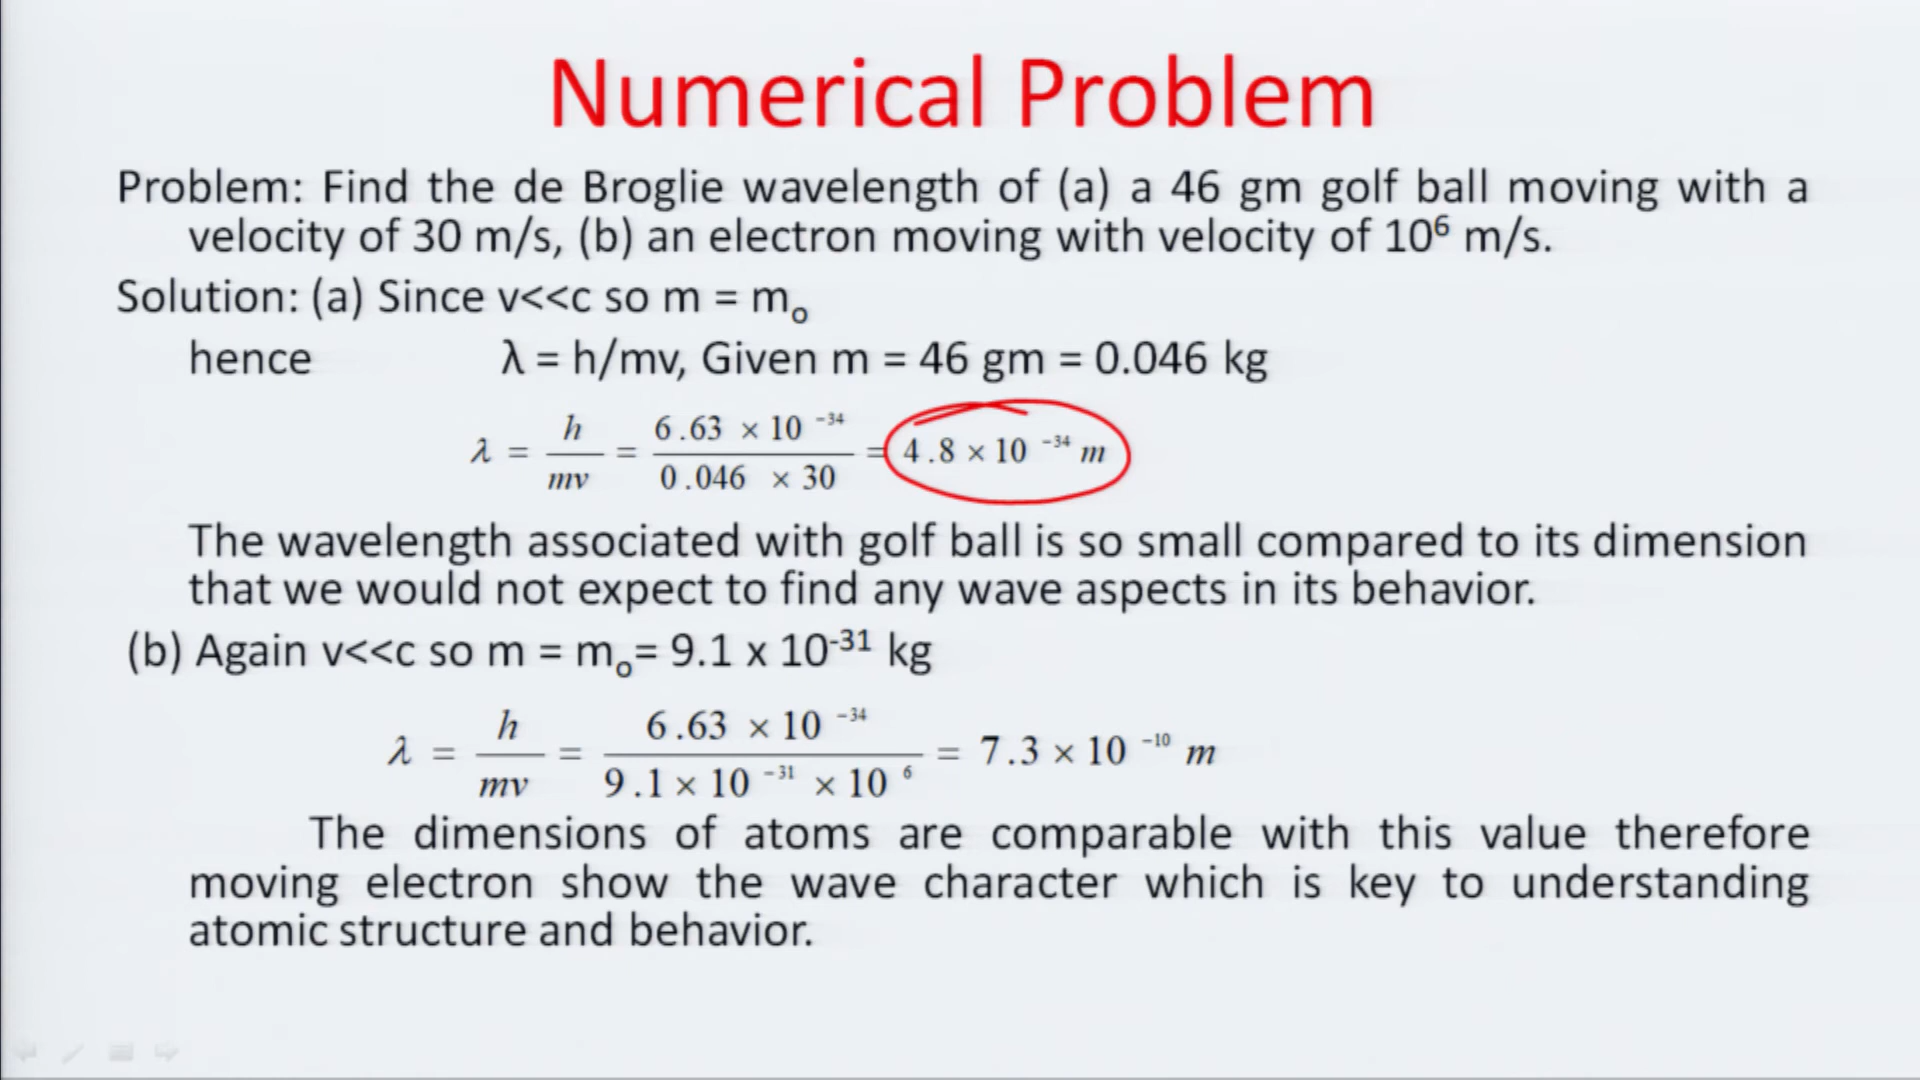 Numerical Problem
Problem: Find the de Broglie wavelength of (a) a 46 gm golf ball moving with a
velocity of 30 m/s, (b) an electron moving with velocity of 10⁶ m/s.
Solution: (a) Since v<<c so m = mₒ
hence λ = h/mv, Given m = 46 gm = 0.046 kg
λ = h/mv = (6.63 × 10⁻³⁴)/(0.046 × 30) = 4.8 × 10⁻³⁴ m
The wavelength associated with golf ball is so small compared to its dimension
that we would not expect to find any wave aspects in its behavior.
(b) Again v<<c so m = mₒ= 9.1 x 10⁻³¹ kg
λ = h/mv = (6.63 × 10⁻³⁴)/(9.1 × 10⁻³¹ × 10⁶) = 7.3 × 10⁻¹⁰ m
The dimensions of atoms are comparable with this value therefore
moving electron show the wave character which is key to understanding
atomic structure and behavior.